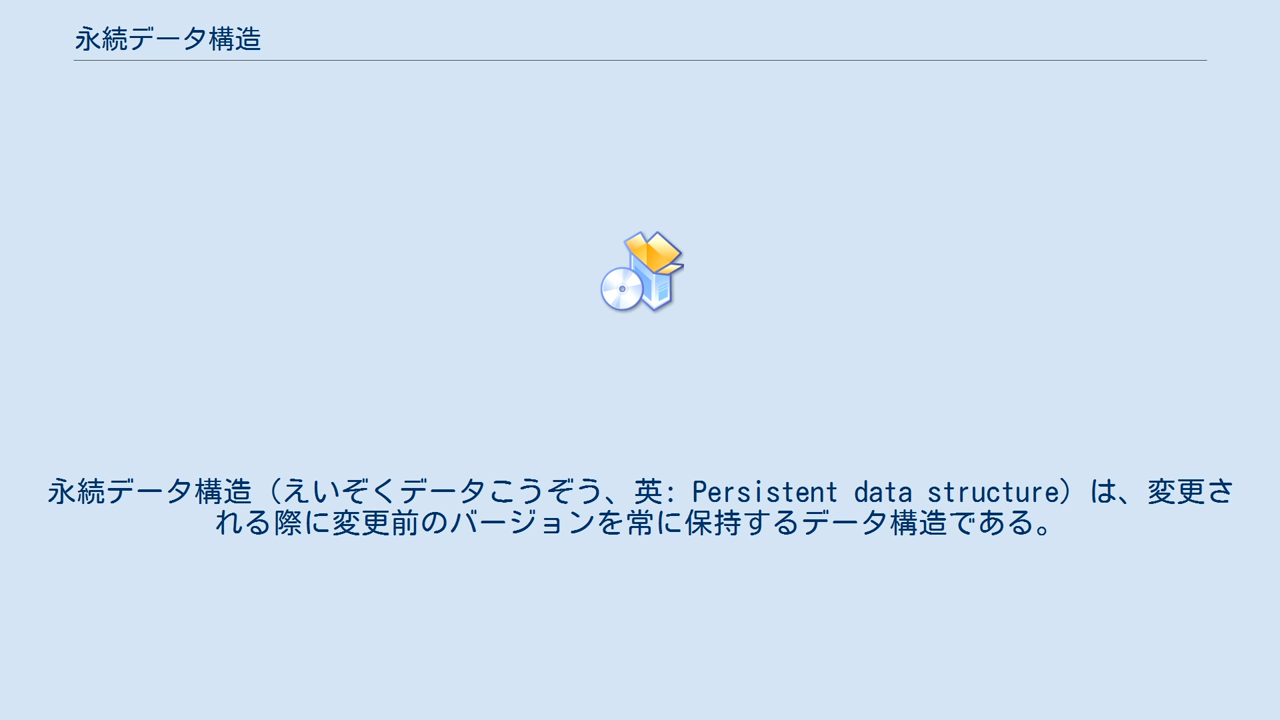 永続データ構造
永続データ構造（えいぞくデータこうぞう、英: Persistent data structure）は、変更さ
れる際に変更前のバージョンを常に保持するデータ構造である。